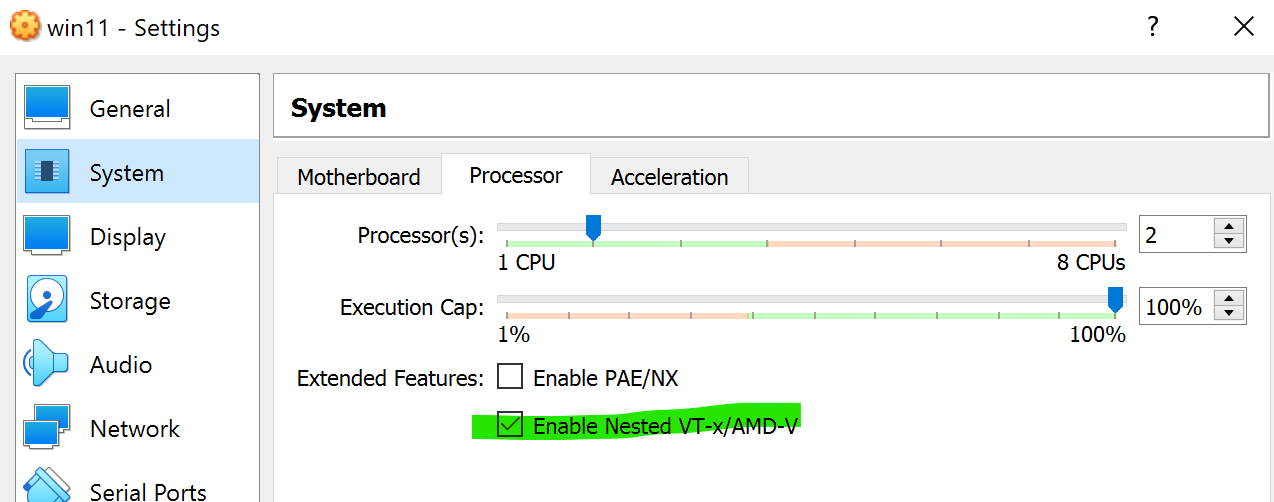 win11 - Settings
?
General
System
Display
Storage
Audio
Network
Serial Ports
System
Motherboard
Processor
Acceleration
Processor(s):
2
1 CPU
8 CPUs
Execution Cap:
100%
1%
100%
Extended Features:
Enable PAE/NX
Enable Nested VT-x/AMD-V